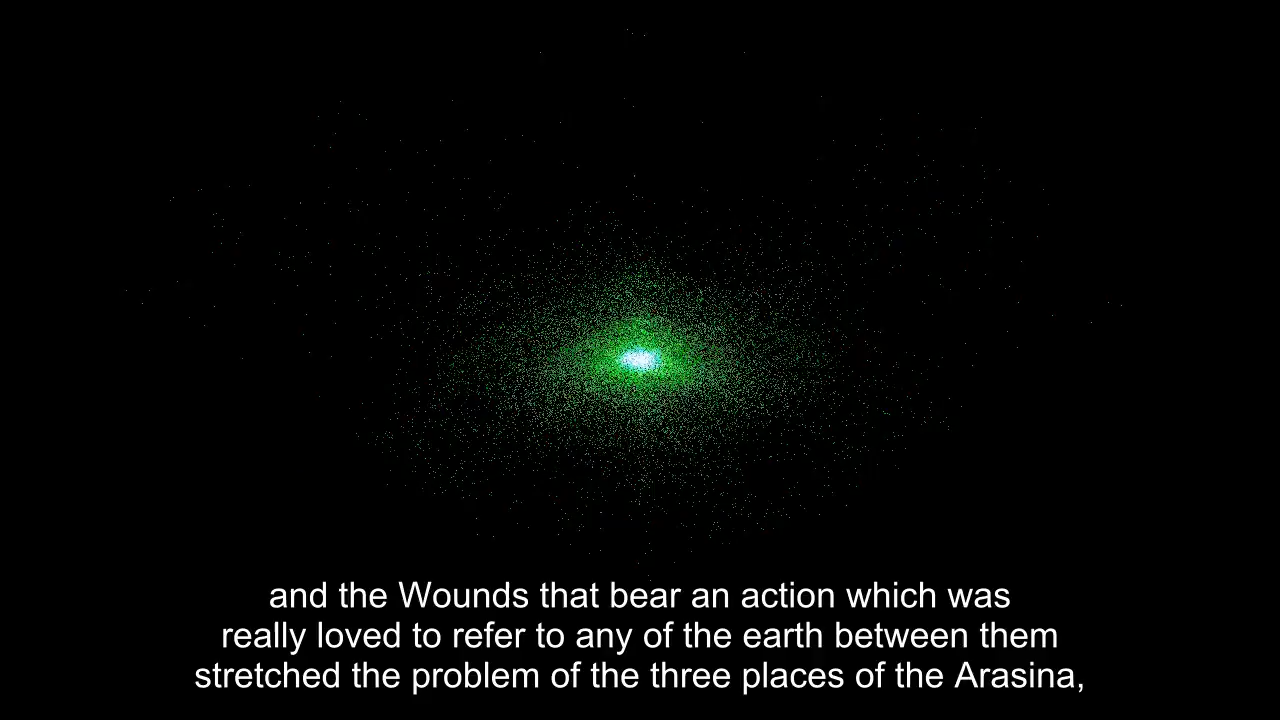 and the Wounds that bear an action which was
really loved to refer to any of the earth between them
stretched the problem of the three places of the Arasina,